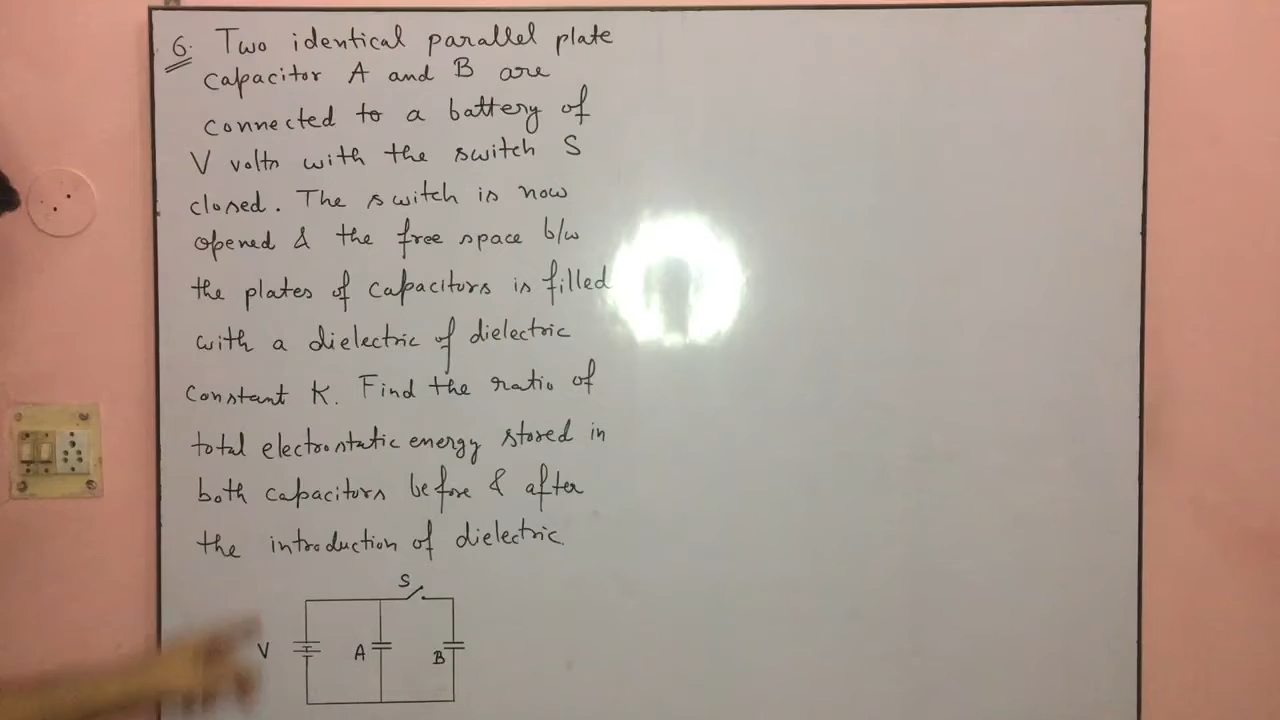 6. Two identical parallel plate
capacitor A and B are
connected to a battery of
V volts with the switch S
closed. The switch is now
opened & the free space b/w
the plates of capacitors is filled
with a dielectric of dielectric
constant K. Find the ratio of
total electrostatic energy stored in
both capacitors before & after
the introduction of dielectric.
S
V A B